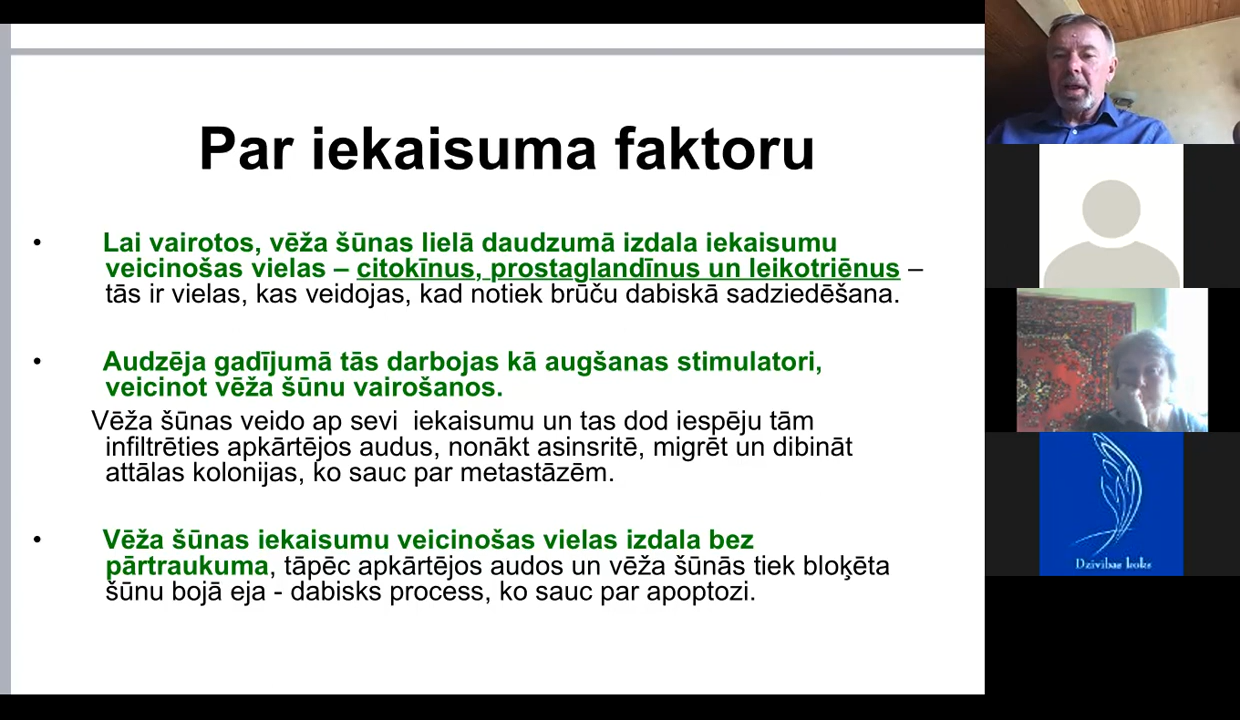 Par iekaisuma faktoru
• Lai vairotos, vēža šūnas lielā daudzumā izdala iekaisumu
veicinošas vielas – citokīnus, prostaglandīnus un leikotriēnus –
tās ir vielas, kas veidojas, kad notiek brūču dabiskā sadziedēšana.
• Audzēja gadījumā tās darbojas kā augšanas stimulatori,
veicinot vēža šūnu vairošanos.
Vēža šūnas veido ap sevi iekaisumu un tas dod iespēju tām
infiltrēties apkārtējos audus, nonākt asinsritē, migrēt un dibināt
attālas kolonijas, ko sauc par metastāzēm.
• Vēža šūnas iekaisumu veicinošas vielas izdala bez
pārtraukuma, tāpēc apkārtējos audos un vēža šūnās tiek bloķēta
šūnu bojā eja - dabisks process, ko sauc par apoptozi.
Dzīvības koks